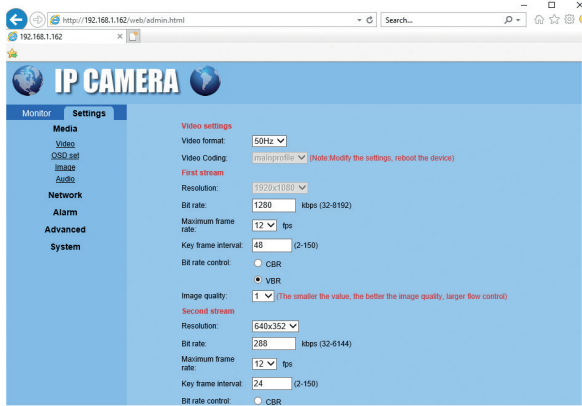 http://192.168.1.162/web/admin.html
Search...
192.168.1.162
IP CAMERA
Monitor
Settings
Media
Video
OSD set
Image
Audio
Network
Alarm
Advanced
System
Video settings
Video format: 50Hz
Video Coding: mainprofile (Note:Modify the settings, reboot the device)
First stream
Resolution: 1920x1080
Bit rate: 1280 kbps (32-8192)
Maximum frame rate: 12 fps
Key frame interval: 48 (2-150)
Bit rate control: CBR
VBR
Image quality: 1 (The smaller the value, the better the image quality, larger flow control)
Second stream
Resolution: 640x352
Bit rate: 288 kbps (32-6144)
Maximum frame rate: 12 fps
Key frame interval: 24 (2-150)
Bit rate control: CBR